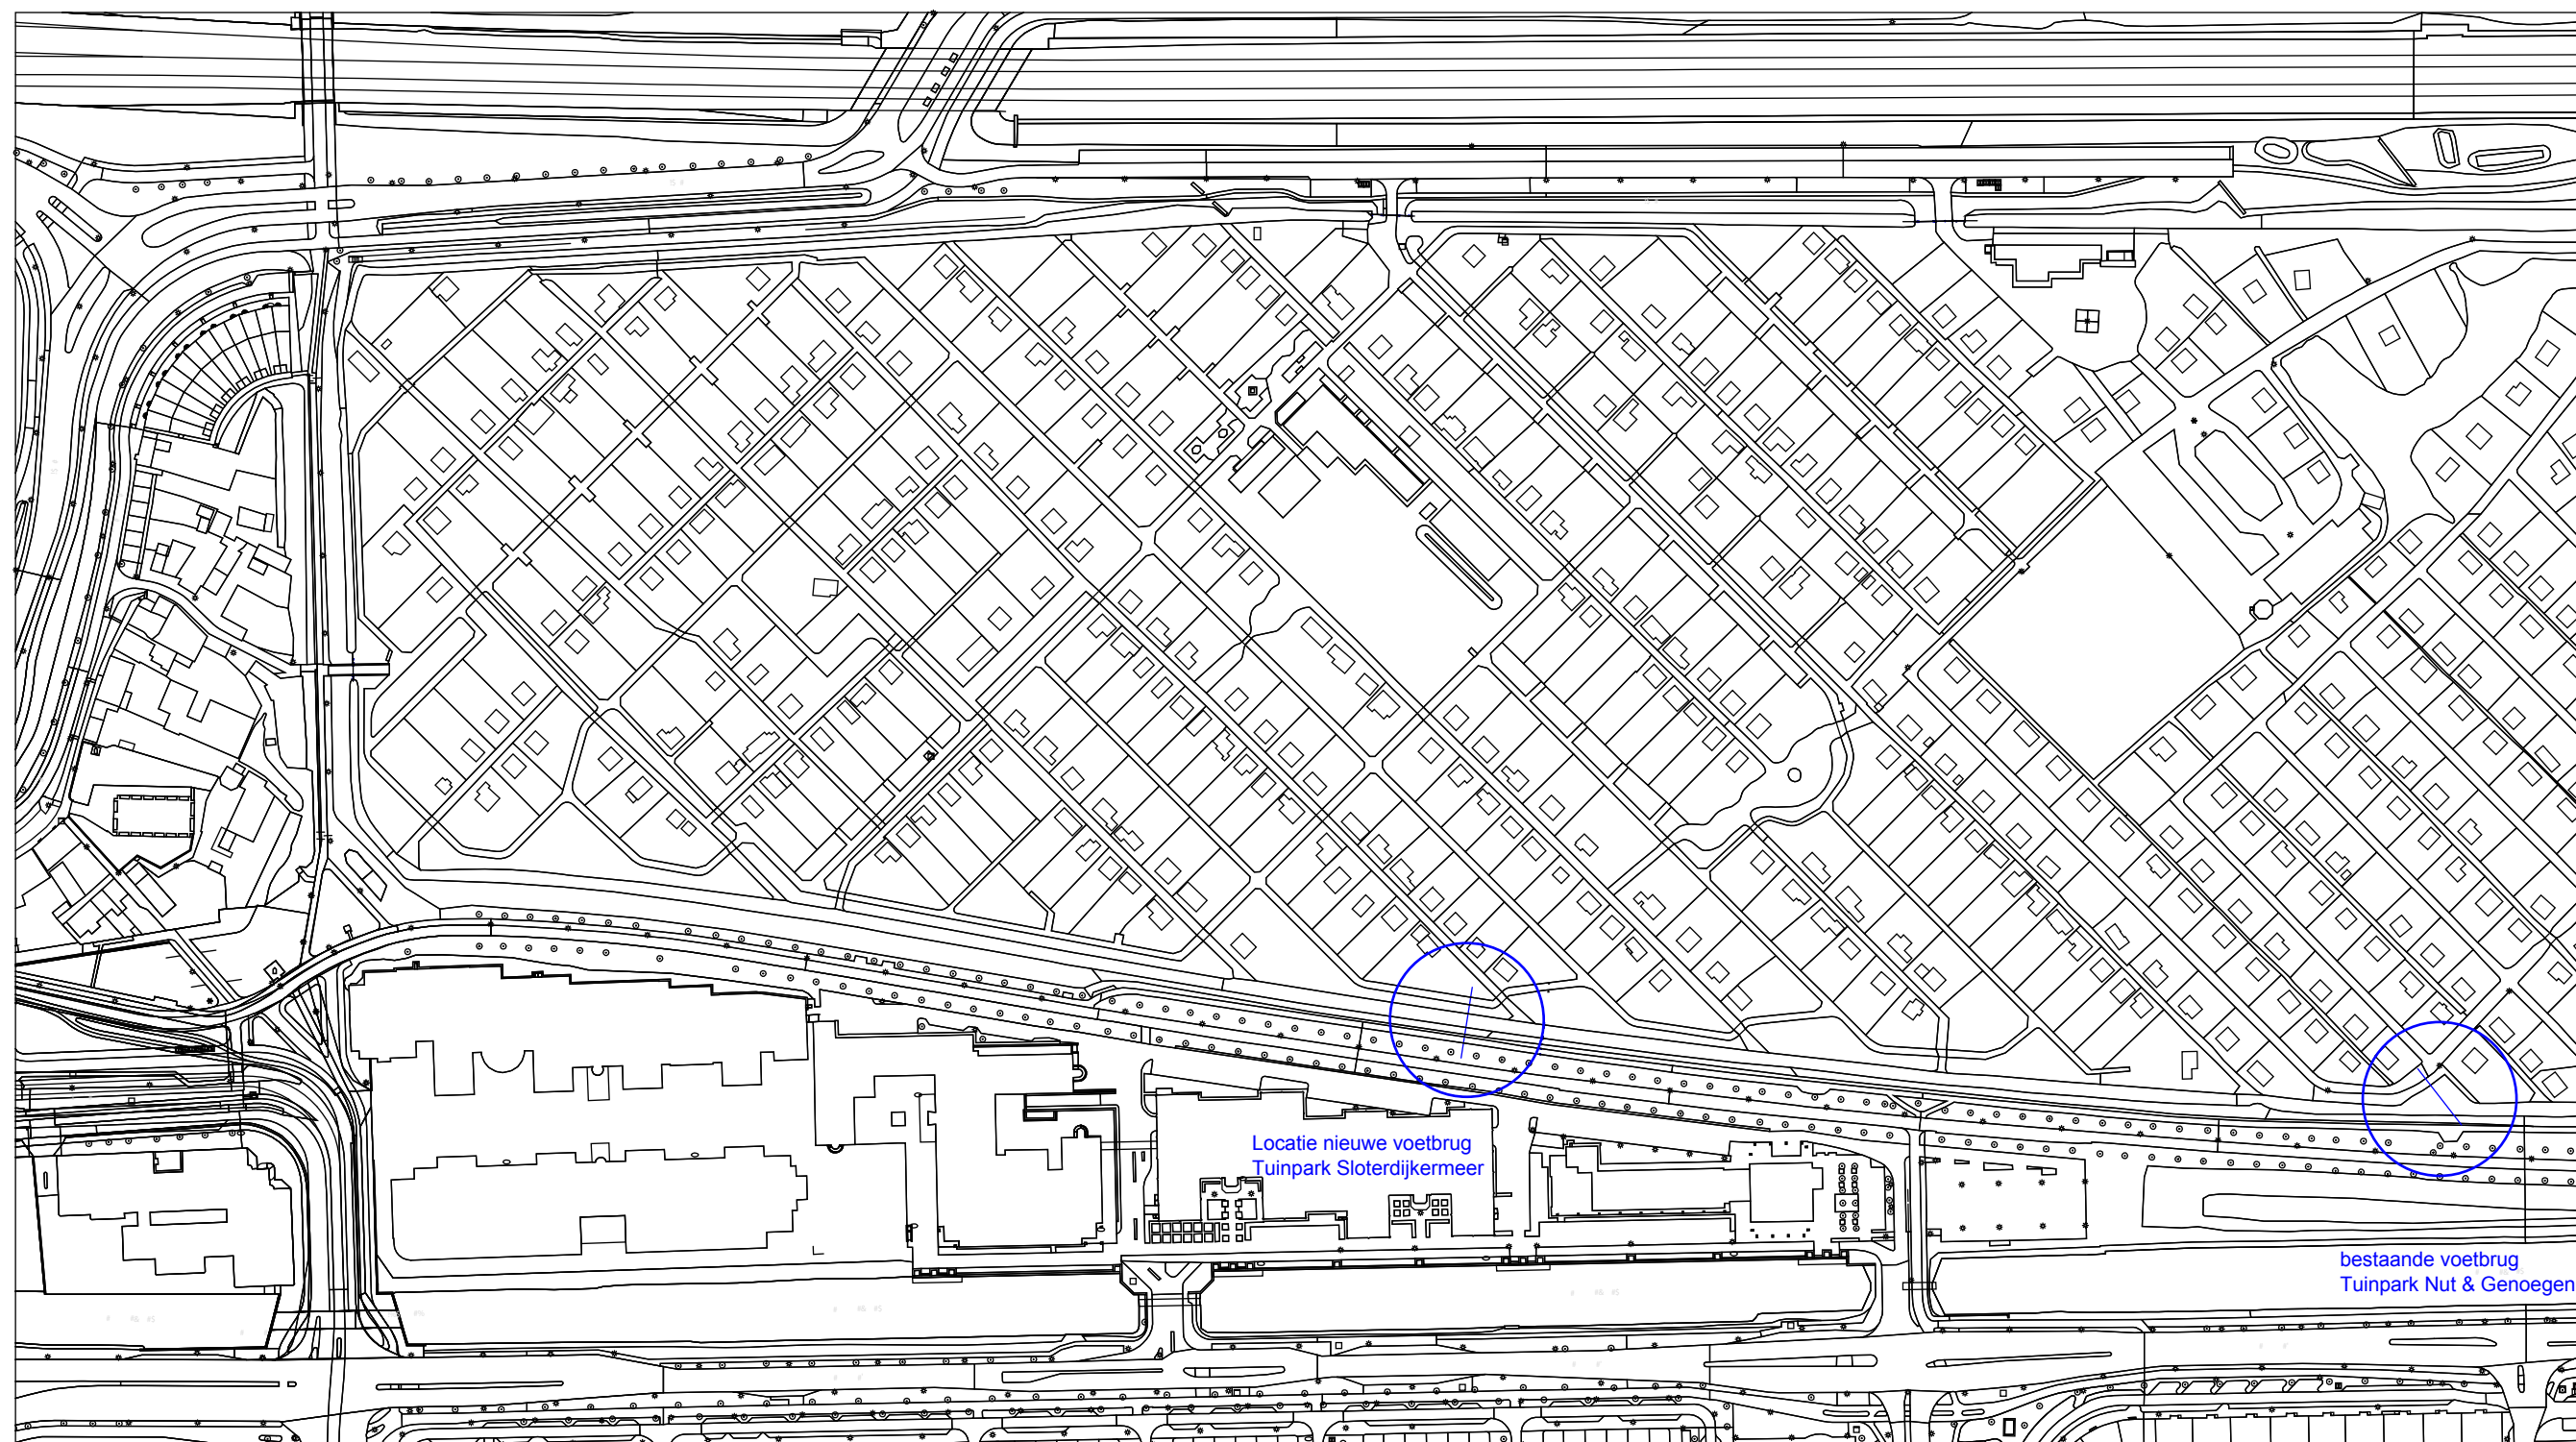 Locatie nieuwe voetbrug
Tuinpark Sloterdijkermeer
bestaande voetbrug
Tuinpark Nut & Genoegen